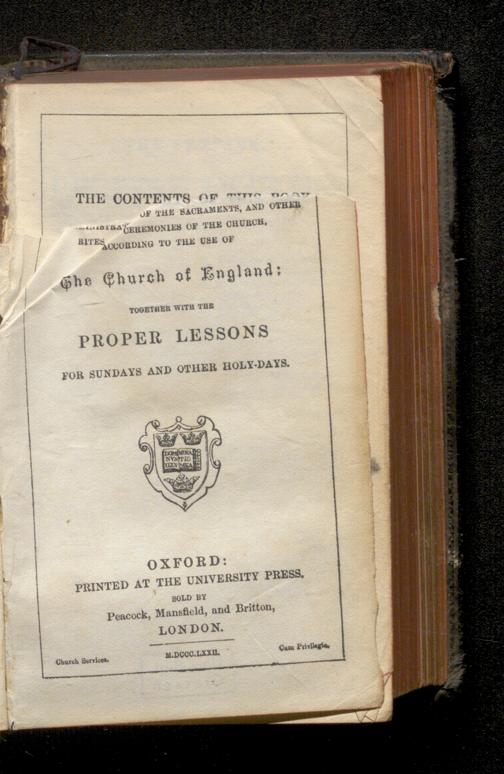 THE CONTENTS OF THIS BOOK
OF THE SACRAMENTS, AND OTHER
RITES CEREMONIES OF THE CHURCH,
ACCORDING TO THE USE OF
The Church of England:
TOGETHER WITH THE
PROPER LESSONS
FOR SUNDAYS AND OTHER HOLY-DAYS.
OXFORD:
PRINTED AT THE UNIVERSITY PRESS.
SOLD BY
Peacock, Mansfield, and Britton,
LONDON.
M.DCCC.LXXII.
Church Services. Cum Privilegio.